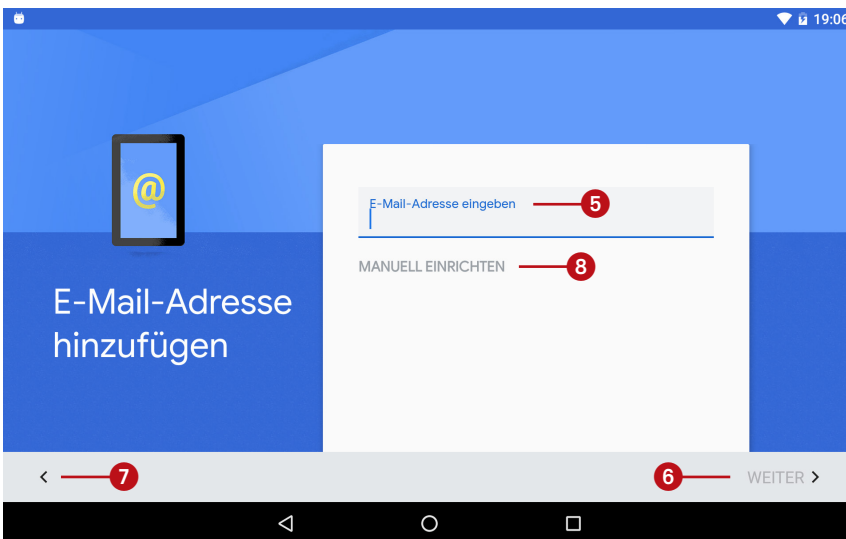 19:06
@
E-Mail-Adresse eingeben
5
MANUELL EINRICHTEN
8
E-Mail-Adresse
hinzufügen
7
6
WEITER